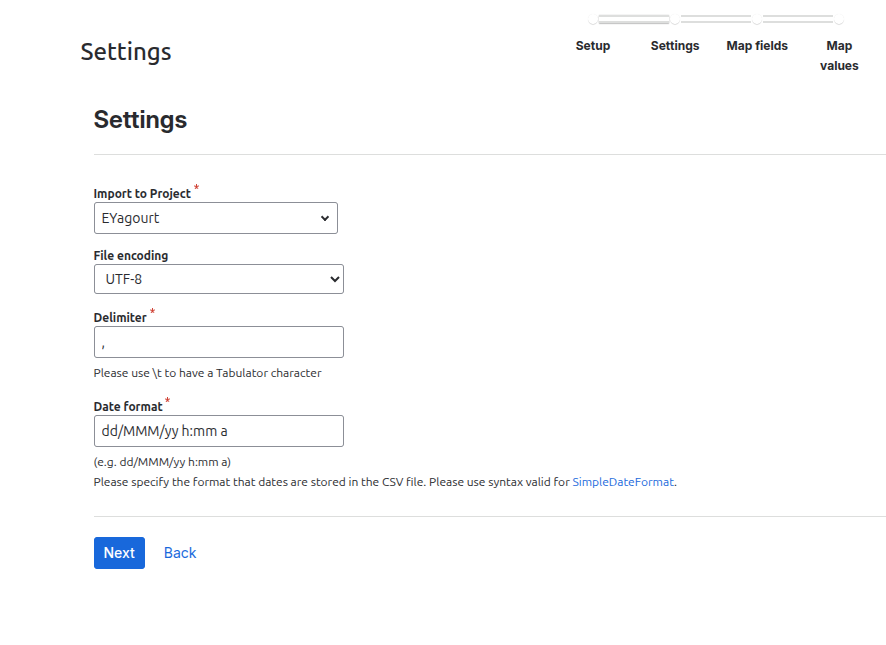 Settings
Setup
Settings
Map fields
Map
values
Settings
Import to Project *
EYagourt
File encoding
UTF-8
Delimiter *
,
Please use \t to have a Tabulator character
Date format *
dd/MMM/yy h:mm a
(e.g. dd/MMM/yy h:mm a)
Please specify the format that dates are stored in the CSV file. Please use syntax valid for SimpleDateFormat.
Next
Back